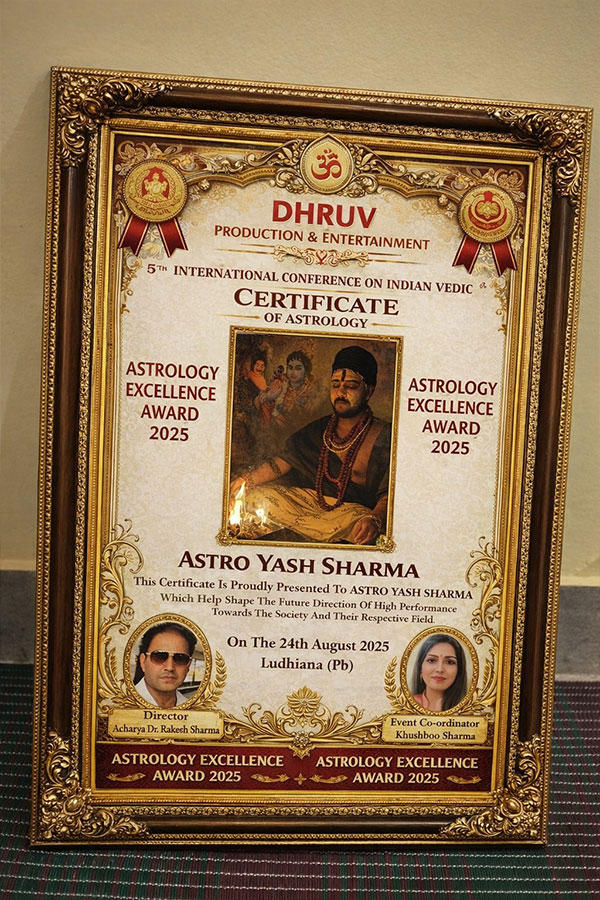 ॐ
DHRUV
PRODUCTION & ENTERTAINMENT
5TH INTERNATIONAL CONFERENCE ON INDIAN VEDIC
CERTIFICATE
OF ASTROLOGY
ASTROLOGY
EXCELLENCE
AWARD
2025
ASTROLOGY
EXCELLENCE
AWARD
2025
ASTRO YASH SHARMA
This Certificate Is Proudly Presented To ASTRO YASH SHARMA
Which Help Shape The Future Direction Of High Performance
Towards The Society And Their Respective Field.
On The 24th August 2025
Ludhiana (Pb)
Director
Acharya Dr. Rakesh Sharma
Event Co-ordinator
Khushboo Sharma
ASTROLOGY EXCELLENCE
AWARD 2025
ASTROLOGY EXCELLENCE
AWARD 2025